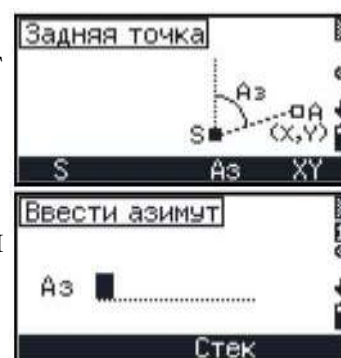 Задняя точка
Аз
А
S
(X,Y)
S Аз XY
Ввести азимут
Аз
Стек